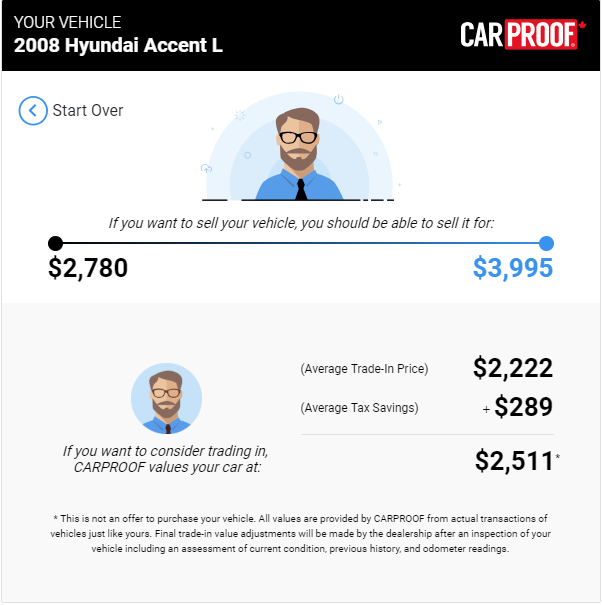 YOUR VEHICLE
2008 Hyundai Accent L
CARPROOF
Start Over
If you want to sell your vehicle, you should be able to sell it for:
$2,780
$3,995
(Average Trade-In Price)
$2,222
(Average Tax Savings)
+ $289
If you want to consider trading in,
CARPROOF values your car at:
$2,511*
* This is not an offer to purchase your vehicle. All values are provided by CARPROOF from actual transactions of
vehicles just like yours. Final trade-in value adjustments will be made by the dealership after an inspection of your
vehicle including an assessment of current condition, previous history, and odometer readings.